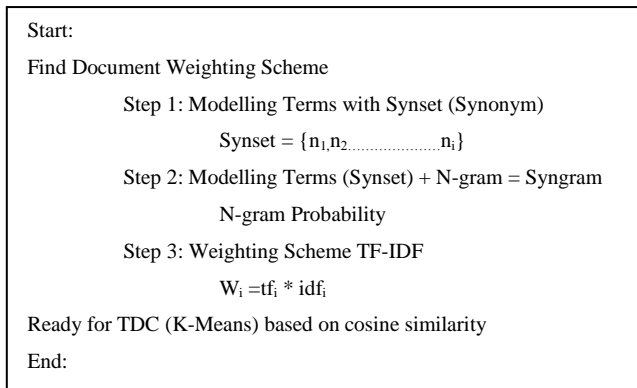 Start:
Find Document Weighting Scheme
Step 1: Modelling Terms with Synset (Synonym)
Synset = {n₁,n₂.....................nᵢ}
Step 2: Modelling Terms (Synset) + N-gram = Syngram
N-gram Probability
Step 3: Weighting Scheme TF-IDF
Wᵢ =tfᵢ * idfᵢ
Ready for TDC (K-Means) based on cosine similarity
End: